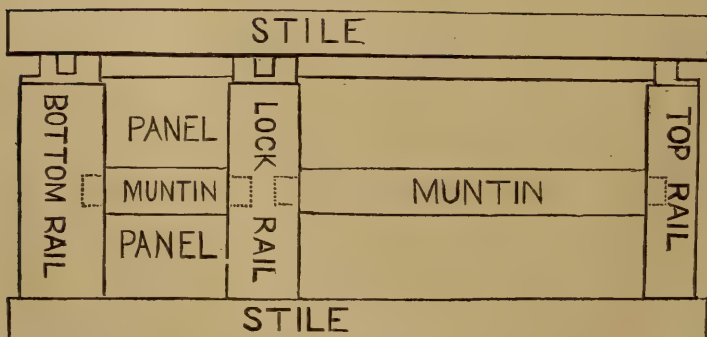 STILE
BOTTOM RAIL
PANEL
MUNTIN
PANEL
LOCK RAIL
MUNTIN
TOP RAIL
STILE